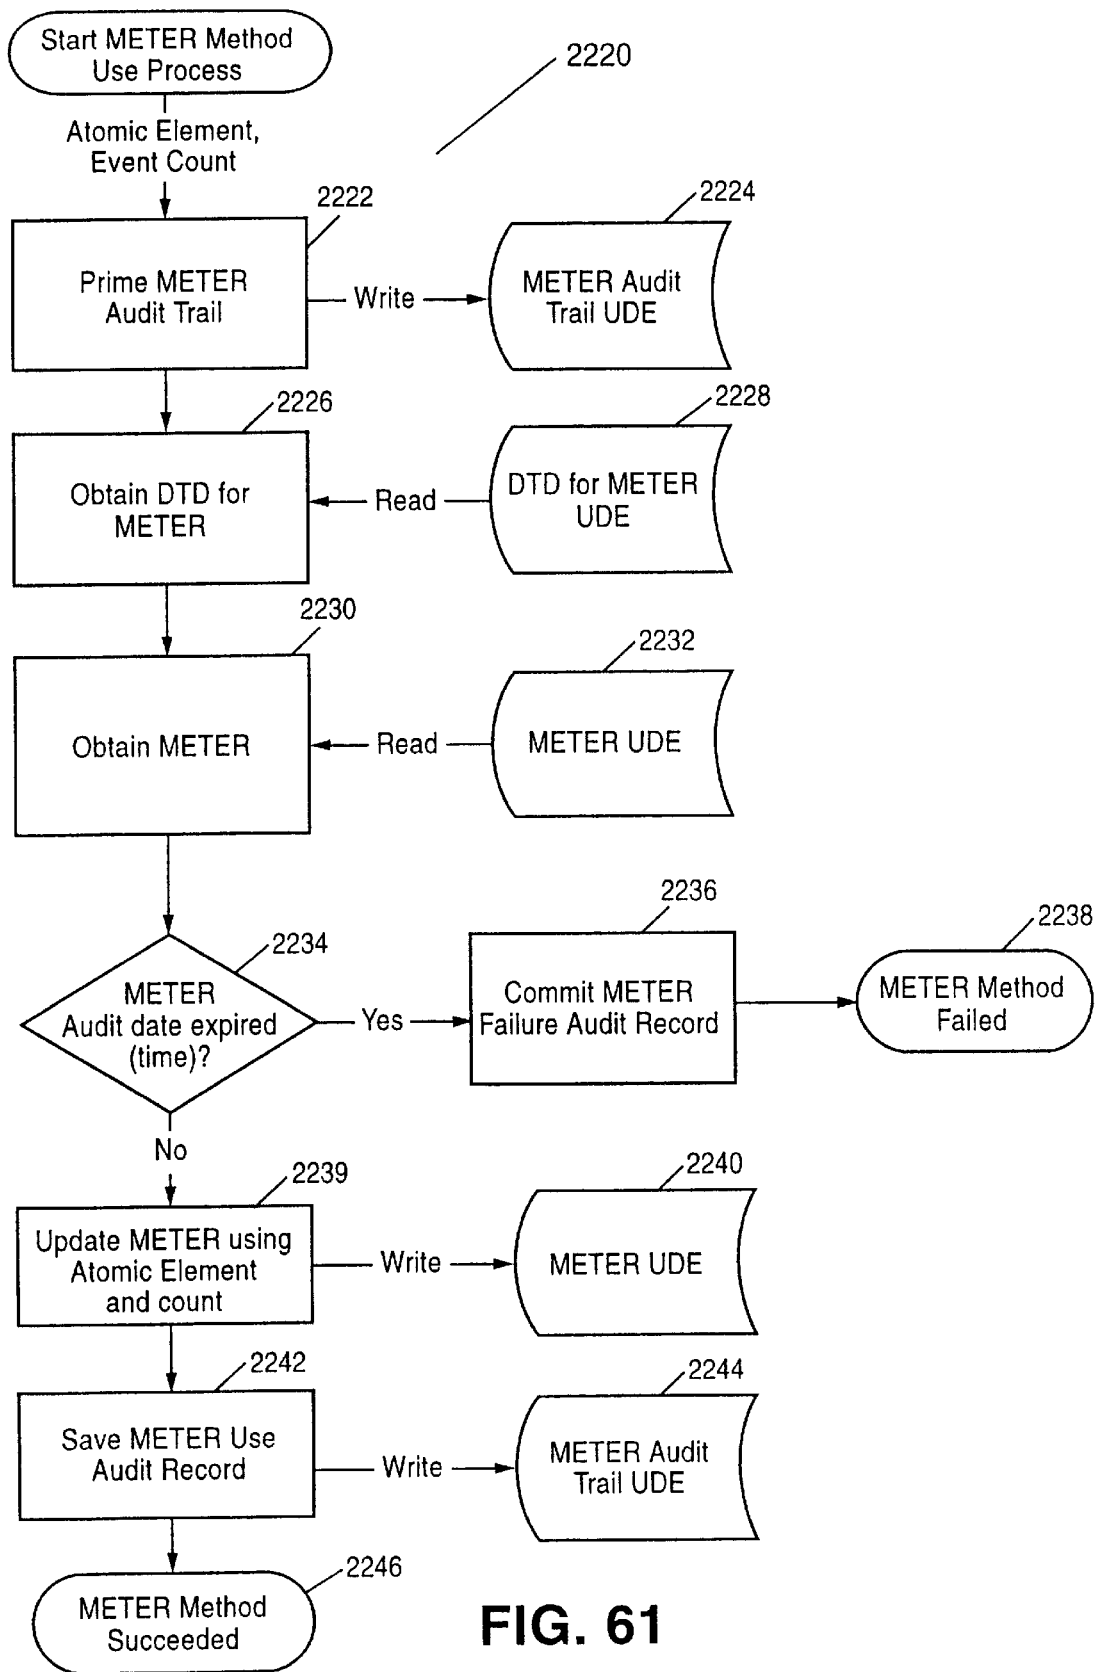 Start METER Method
Use Process
2220
Atomic Element,
Event Count
2222
2224
Prime METER
Audit Trail
Write
METER Audit
Trail UDE
2226
2228
Obtain DTD for
METER
Read
DTD for METER
UDE
2230
2232
Obtain METER
Read
METER UDE
2234
2236
2238
METER
Audit date expired
(time)?
Yes
Commit METER
Failure Audit Record
METER Method
Failed
No
2239
2240
Update METER using
Atomic Element
and count
Write
METER UDE
2242
2244
Save METER Use
Audit Record
Write
METER Audit
Trail UDE
2246
METER Method
Succeeded
FIG. 61